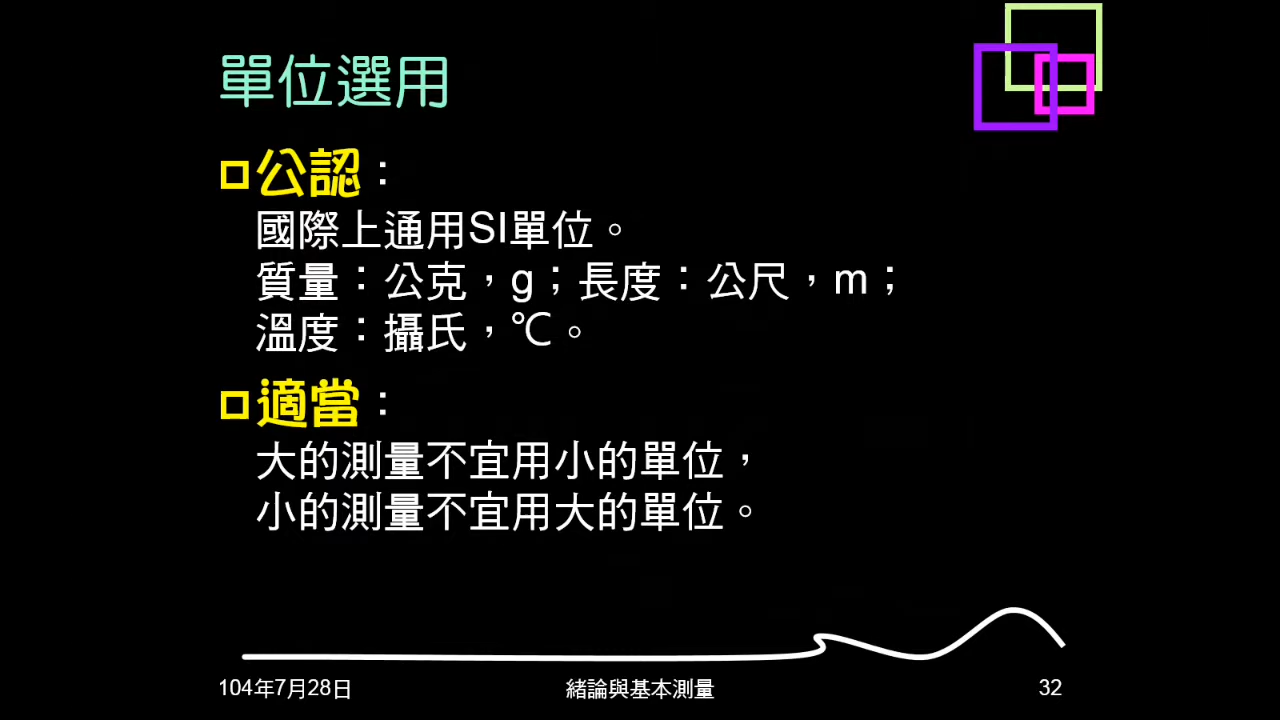 單位選用
公認：
國際上通用SI單位。
質量：公克，g；長度：公尺，m；
溫度：攝氏，℃。
適當：
大的測量不宜用小的單位，
小的測量不宜用大的單位。
104年7月28日
緒論與基本測量
32